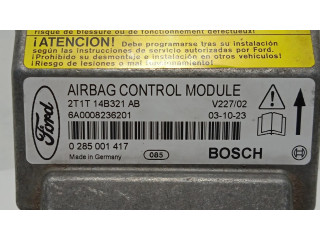 risque de blessure ou de fonctionnement incorrect.
¡ATENCION! Debe programarse tras su instalación
según las instrucciones de servicio autorizadas por Ford.
¡Prohibido su desmontaje o instalación en otros vehículos!
¡Riesgo de lesiones o mal funcionamiento!
Ford
AIRBAG CONTROL MODULE
2T1T 14B321 AB V227/02
6A0008236201 03-10-23
0 285 001 417
Made in Germany
085
BOSCH